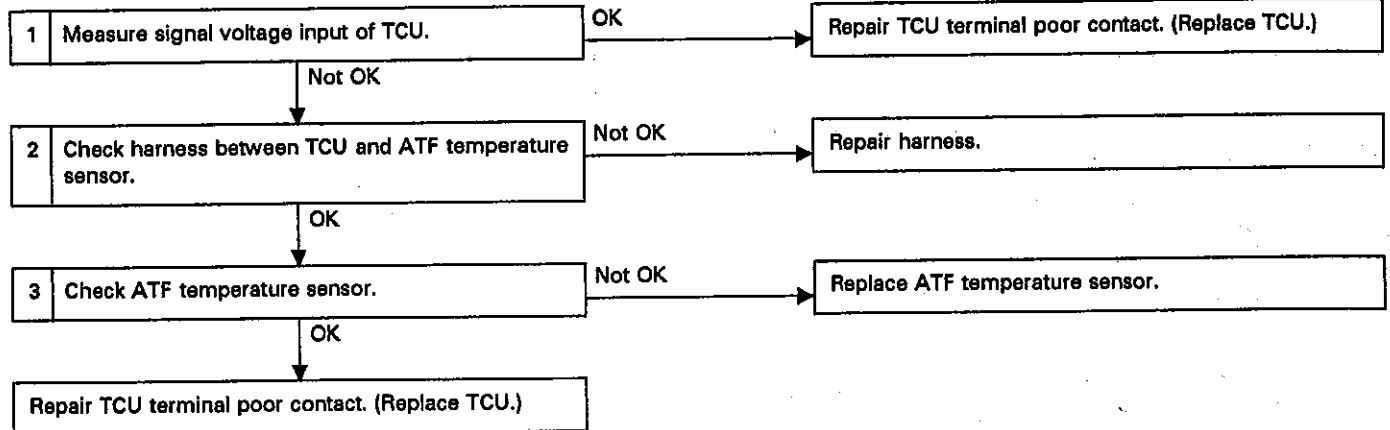 1 Measure signal voltage input of TCU.
OK
Repair TCU terminal poor contact. (Replace TCU.)
Not OK
2 Check harness between TCU and ATF temperature
sensor.
Not OK
Repair harness.
OK
3 Check ATF temperature sensor.
Not OK
Replace ATF temperature sensor.
OK
Repair TCU terminal poor contact. (Replace TCU.)